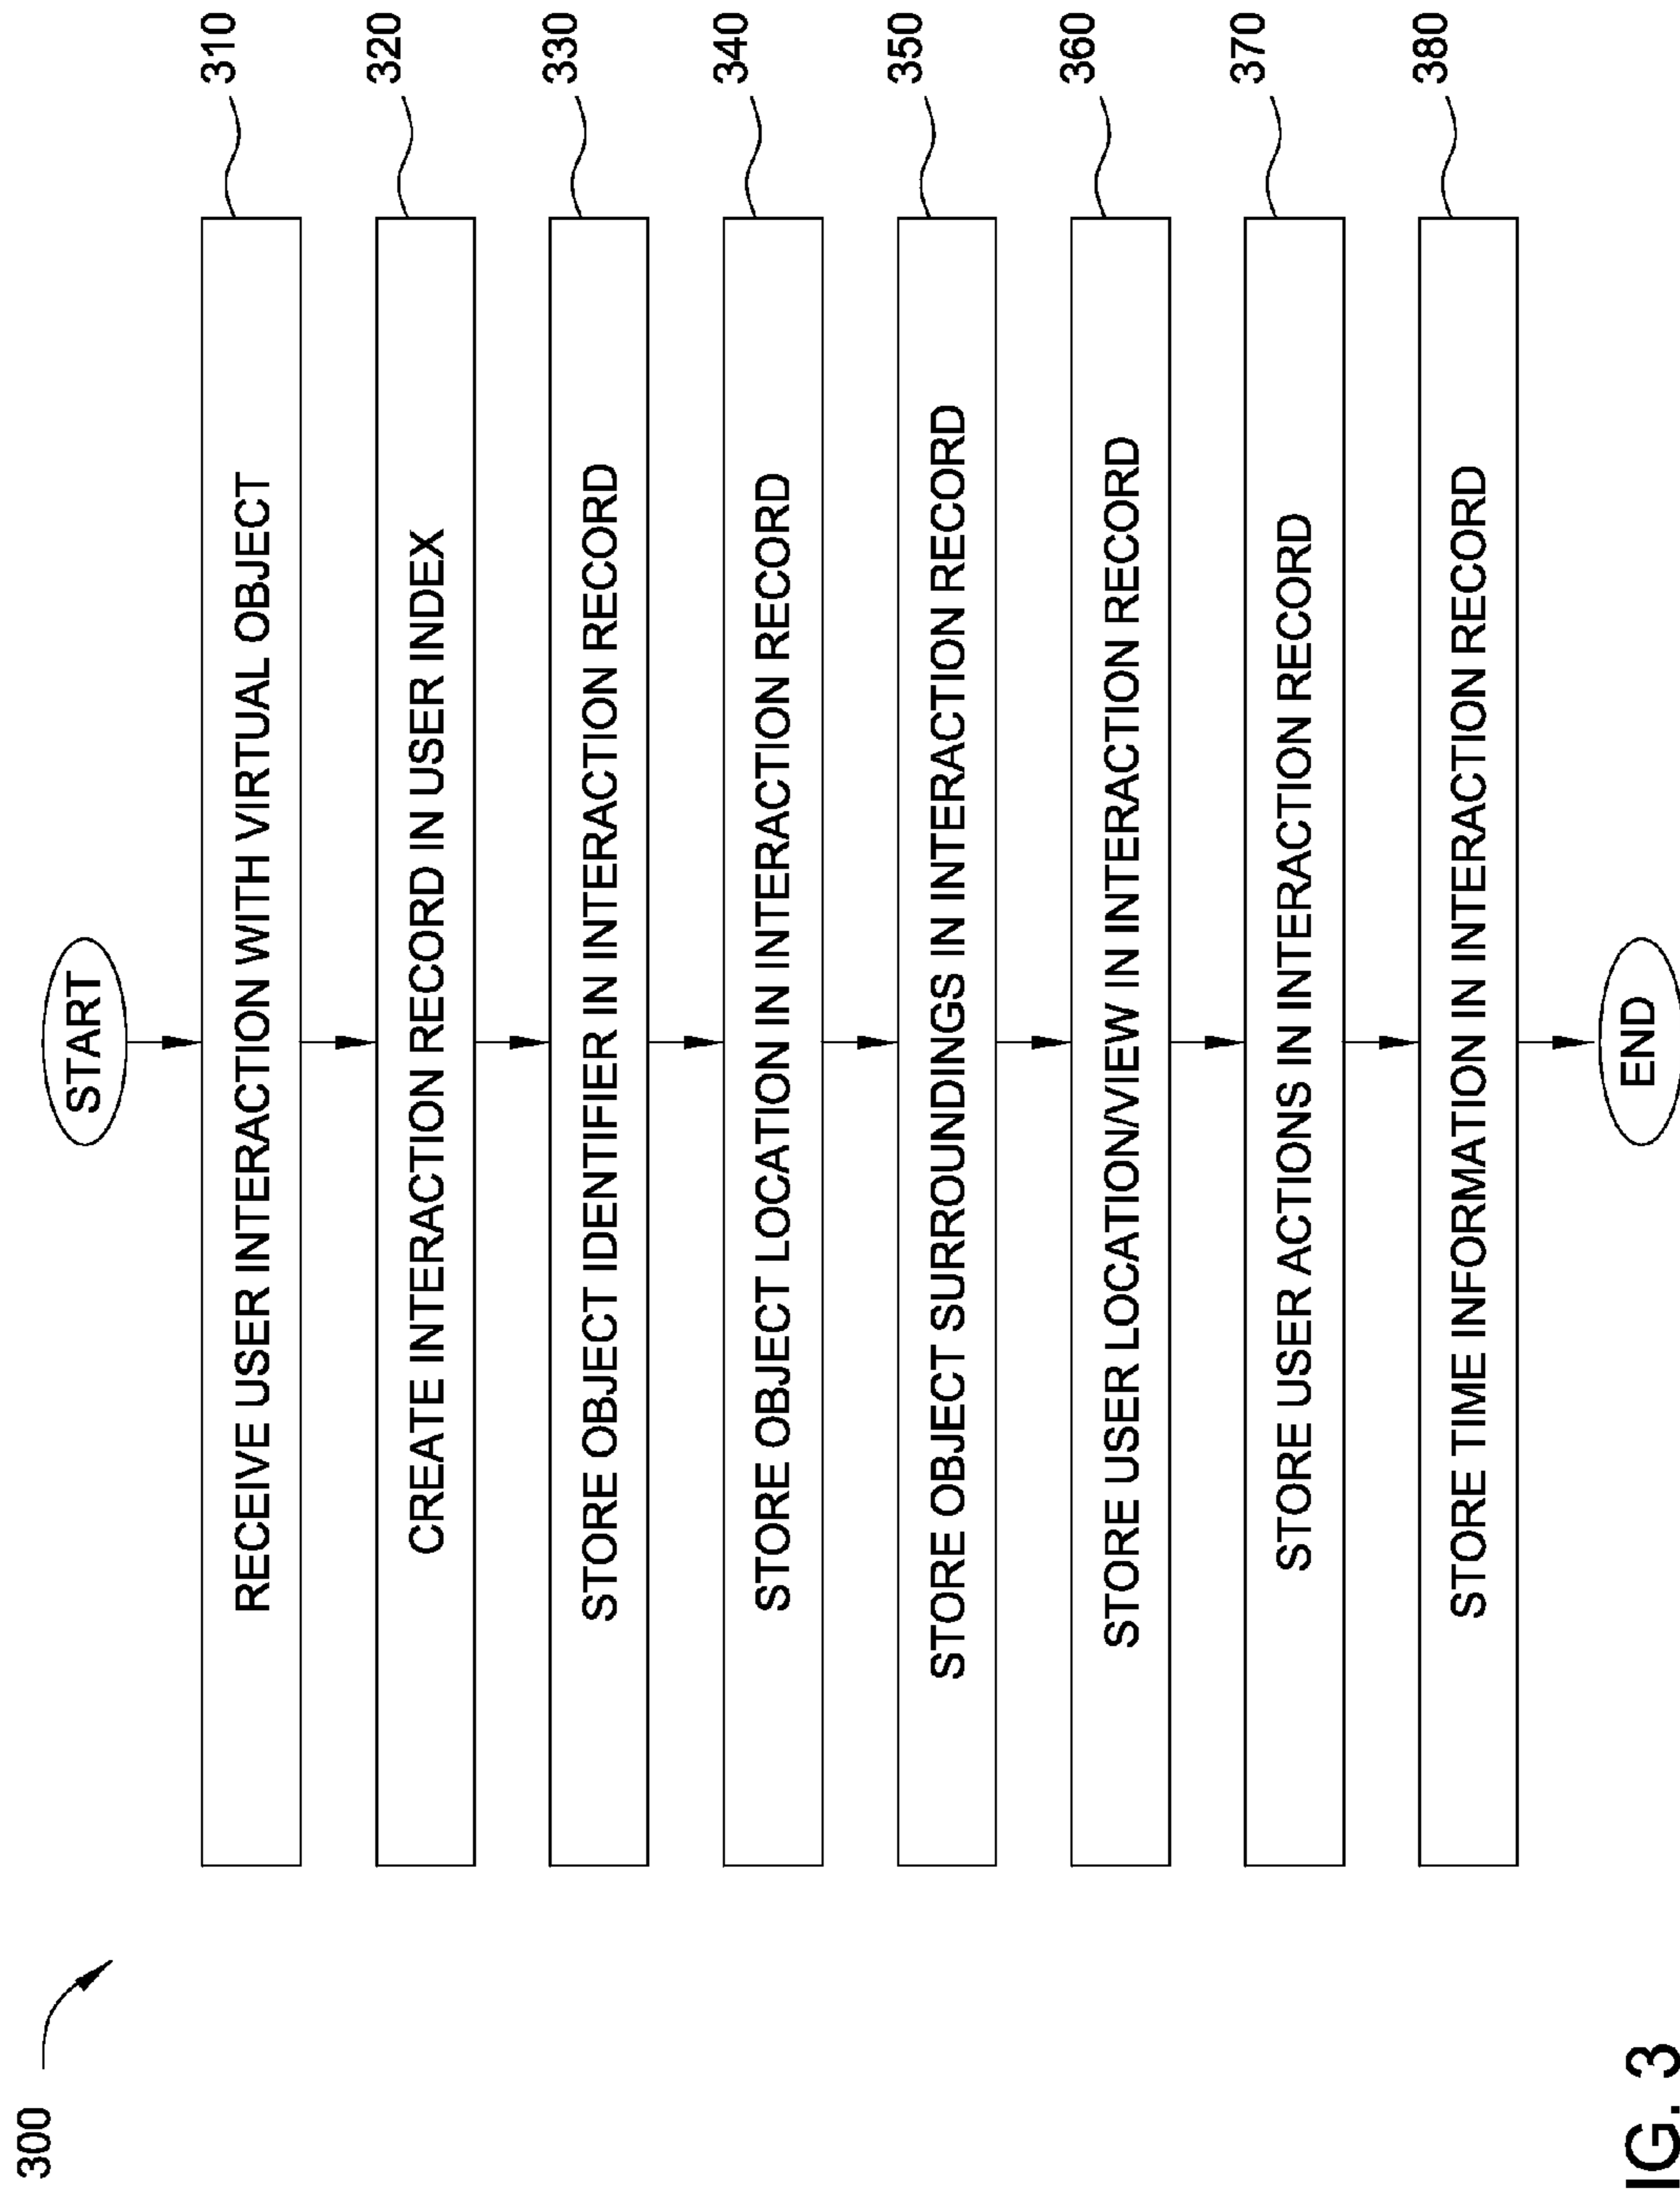 300
START
RECEIVE USER INTERACTION WITH VIRTUAL OBJECT
310
CREATE INTERACTION RECORD IN USER INDEX
320
STORE OBJECT IDENTIFIER IN INTERACTION RECORD
330
STORE OBJECT LOCATION IN INTERACTION RECORD
340
STORE OBJECT SURROUNDINGS IN INTERACTION RECORD
350
STORE USER LOCATION/VIEW IN INTERACTION RECORD
360
STORE USER ACTIONS IN INTERACTION RECORD
370
STORE TIME INFORMATION IN INTERACTION RECORD
380
END
IG. 3